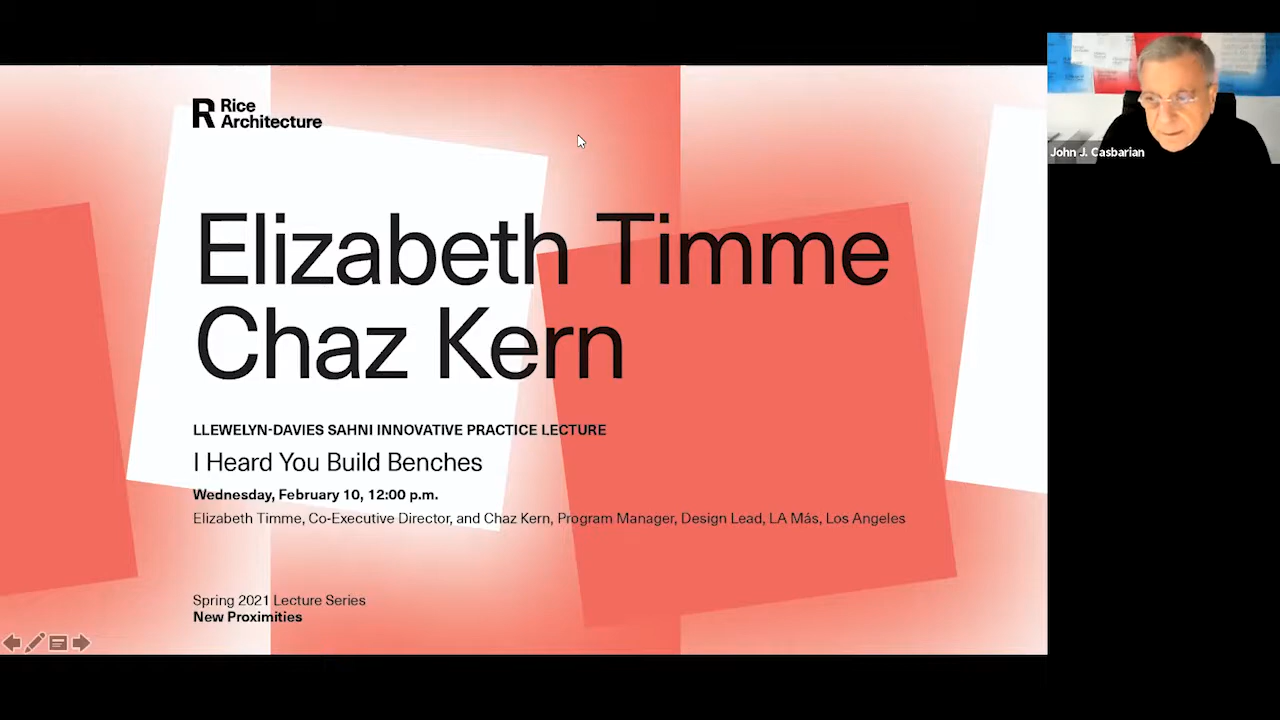 Rice
Architecture
Elizabeth Timme
Chaz Kern
LLEWELYN-DAVIES SAHNI INNOVATIVE PRACTICE LECTURE
I Heard You Build Benches
Wednesday, February 10, 12:00 p.m.
Elizabeth Timme, Co-Executive Director, and Chaz Kern, Program Manager, Design Lead, LA Más, Los Angeles
Spring 2021 Lecture Series
New Proximities
John J. Casbarian